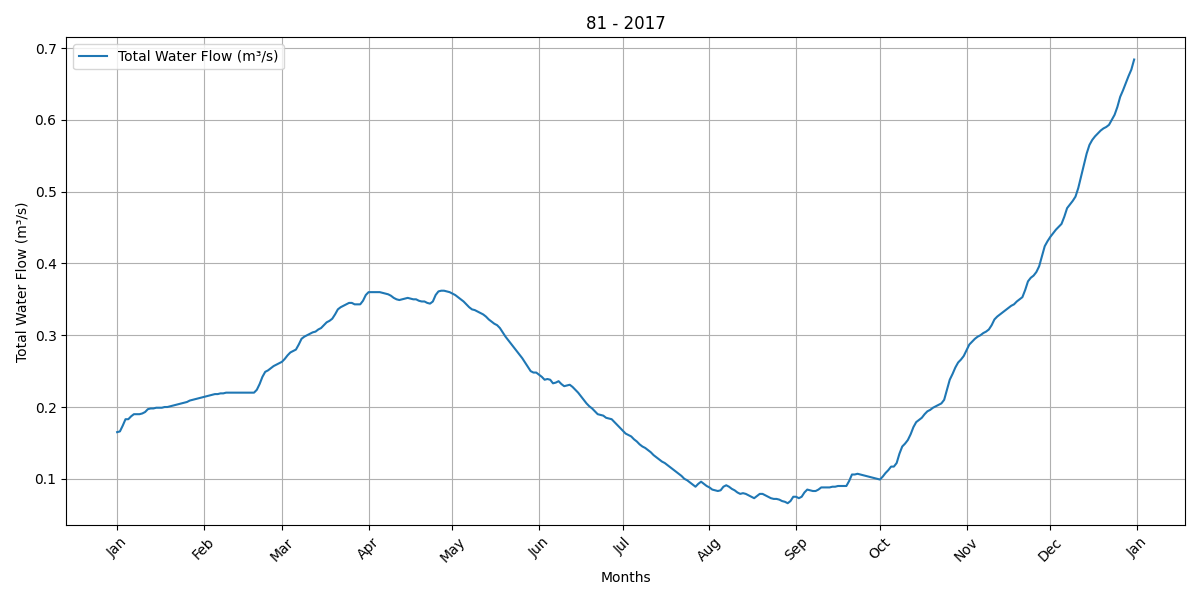 81 - 2017
Total Water Flow (m³/s)
Total Water Flow (m³/s)
0.7
0.6
0.5
0.4
0.3
0.2
0.1
Jan Feb Mar Apr May Jun Jul Aug Sep Oct Nov Dec Jan
Months